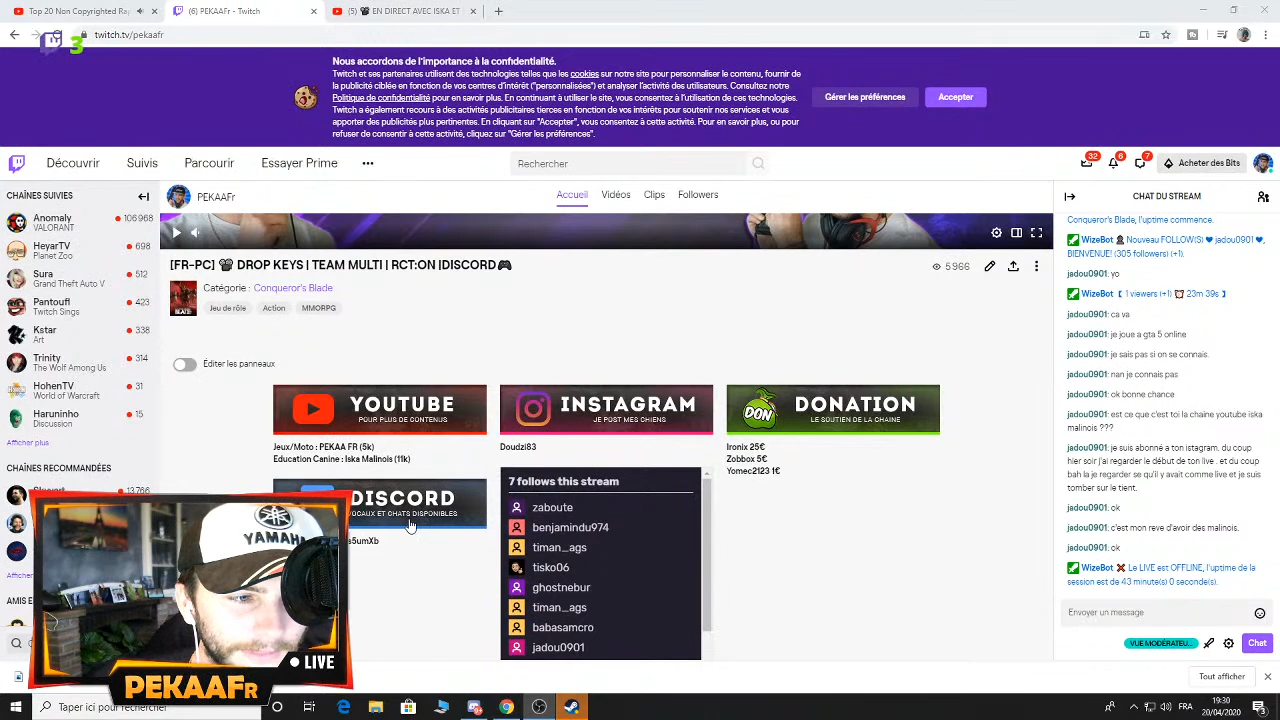 Top 20 Non Copyrighted Ra
(6) PEKAAFr - Twitch
(5) EN DIRECT AVEC ISKA ET
twitch.tv/pekaafr
3
Nous accordons de l'importance à la confidentialité.
Twitch et ses partenaires utilisent des technologies telles que les cookies sur notre site pour personnaliser le contenu, fournir de
la publicité ciblée en fonction de vos centres d'intérêt ("personnalisées") et analyser l'activité des utilisateurs. Consultez notre
Politique de confidentialité pour en savoir plus. En continuant à utiliser le site, vous consentez à l'utilisation de ces technologies.
Twitch a également recours à des activités publicitaires tierces en fonction de vos intérêts pour soutenir nos services et vous
apporter des publicités plus pertinentes. En cliquant sur "Accepter", vous consentez à cette activité. Pour en savoir plus, ou pour
refuser de consentir à cette activité, cliquez sur "Gérer les préférences".
Gérer les préférences
Accepter
Découvrir
Suivis
Parcourir
Essayer Prime
Rechercher
32
6
7
Acheter des Bits
CHAÎNES SUIVIES
Anomaly
106 968
VALORANT
HeyarTV
698
Planet Zoo
Sura
512
Grand Theft Auto V
Pantoufl
423
Twitch Sings
Kstar
338
Art
Trinity
314
The Wolf Among Us
HohenTV
31
World of Warcraft
Haruninho
15
Discussion
Afficher plus
CHAÎNES RECOMMANDÉES
13 766
PEKAAFr
Accueil
Vidéos
Clips
Followers
[FR-PC] DROP KEYS | TEAM MULTI | RCT:ON |DISCORD
5 966
Catégorie : Conqueror's Blade
Jeu de rôle
Action
MMORPG
Éditer les panneaux
YOUTUBE
POUR PLUS DE CONTENUS
Jeux/Moto : PEKAA FR (5k)
Education Canine : Iska Malinois (11k)
INSTAGRAM
JE POST MES CHIENS
Doudzi83
DONATION
LE SOUTIEN DE LA CHAINE
Ironix 25€
Zobbox 5€
Yomec2123 1€
DISCORD
VOCAUX ET CHATS DISPONIBLES
s5umXb
7 follows this stream
zaboute
benjamindu974
timan_ags
tisko06
ghostnebur
timan_ags
babasamcro
jadou0901
CHAT DU STREAM
Conqueror's Blade, l'uptime commence.
WizeBot Nouveau FOLLOW(S) jadou0901 ,
BIENVENUE! (305 followers) (+1).
jadou0901: yo
WizeBot 【 1 viewers (+1) 23m 39s 】
jadou0901: ca va
jadou0901: je joue a gta 5 online
jadou0901: je sais pas si on se connais.
jadou0901: nan je connais pas
jadou0901: ok bonne chance
jadou0901: est ce que c'est toi la chaine youtube iska
malinois ???
jadou0901: je suis abonné a ton istagram. du coup
hier soir j'ai regarder le début de ton live . et du coup
bah la je regarde se qu'il y avait comme live et je suis
tomber sur le tient.
jadou0901: ok
jadou0901: c'est mon reve d'avoir des malinois.
jadou0901: ok
WizeBot Le LIVE est OFFLINE, l'uptime de la
session est de 43 minute(s) 0 seconde(s).
Envoyer un message
VUE MODÉRATEU...
Chat
YAMAHA
LIVE
PEKAAFr
Tout afficher
Taper ici pour rechercher
FRA
19:30
20/04/2020